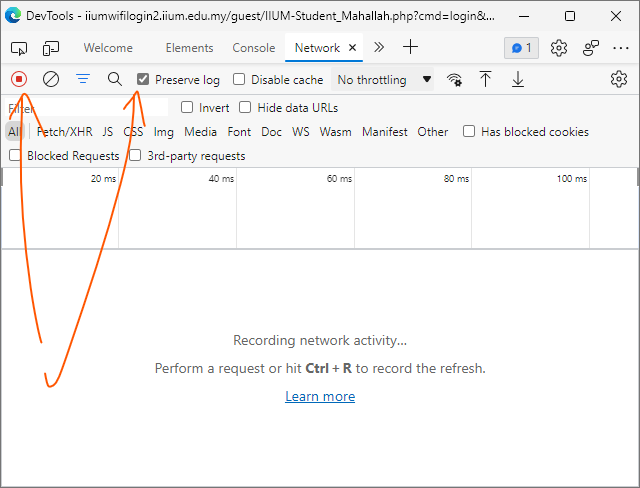 DevTools - iiumwifilogin2.iium.edu.my/guest/IIUM-Student_Mahallah.php?cmd=login&...
Welcome Elements Console Network 1
Preserve log Disable cache No throttling
Filter Invert Hide data URLs
All Fetch/XHR JS CSS Img Media Font Doc WS Wasm Manifest Other Has blocked cookies
Blocked Requests 3rd-party requests
20 ms 40 ms 60 ms 80 ms 100 ms
Recording network activity...
Perform a request or hit Ctrl + R to record the refresh.
Learn more